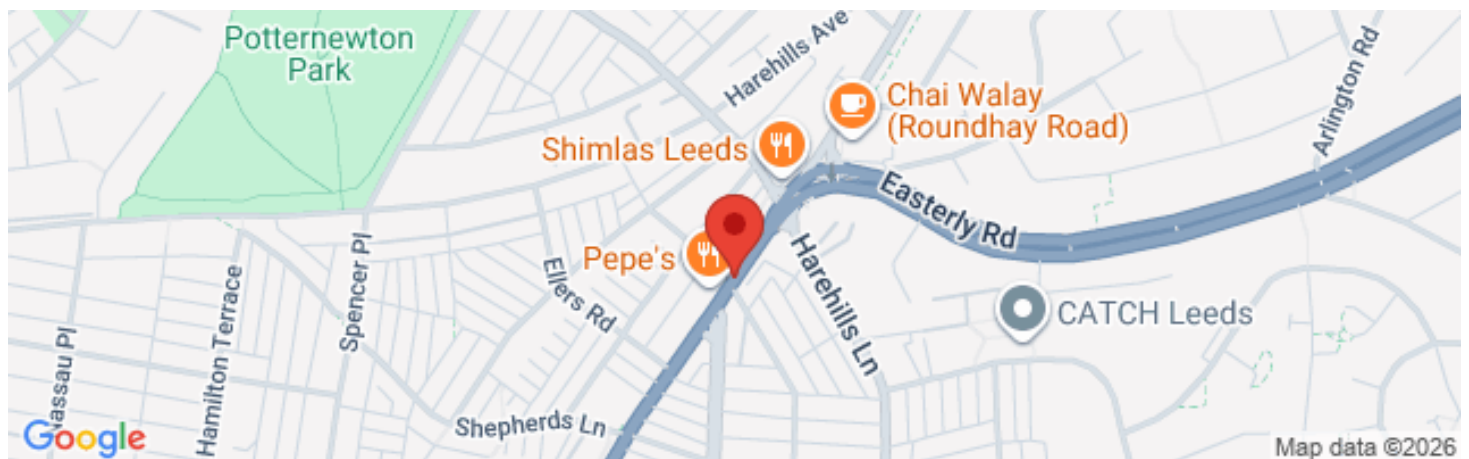 Potternewton
Park
Harehills Ave
Arlington Rd
Chai Walay
(Roundhay Road)
Shimlas Leeds
Easterly Rd
Pepe's
Harehills Ln
Ellers Rd
Spencer Pl
Hamilton Terrace
Nassau Pl
CATCH Leeds
Shepherds Ln
Google
Map data ©2026